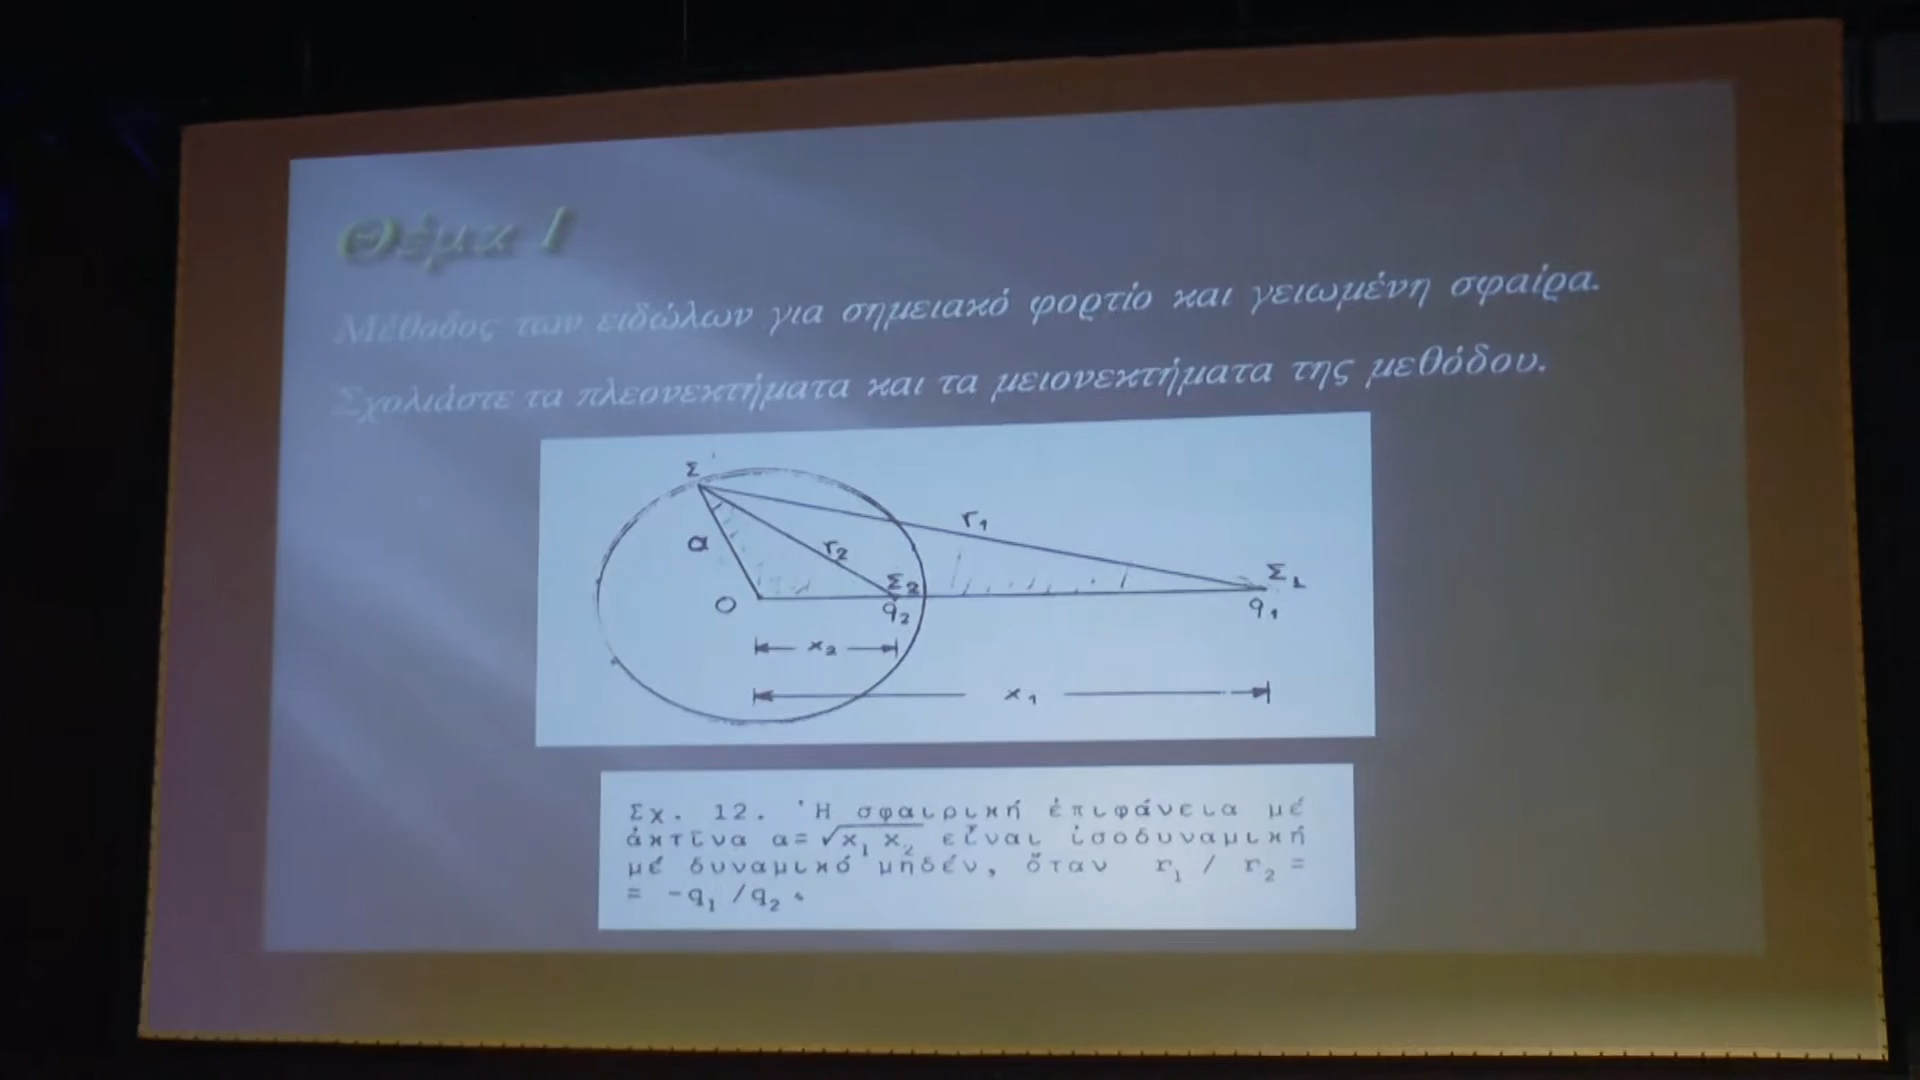 Θέμα 1
Μέθοδος των ειδώλων για σημειακό φορτίο και γειωμένη σφαίρα.
Σχολιάστε τα πλεονεκτήματα και τα μειονεκτήματα της μεθόδου.
Σ
r₁
α
r₂
Σ₂
Σ₁
Ο
q₂
q₁
x₂
x₁
Σχ. 12. Ἡ σφαιρική ἐπιφάνεια μέ
ἀκτῖνα α=√x₁ x₂ εἶναι ἰσοδυναμική
μέ δυναμικό μηδέν, ὅταν r₁ / r₂ =
= -q₁ /q₂.